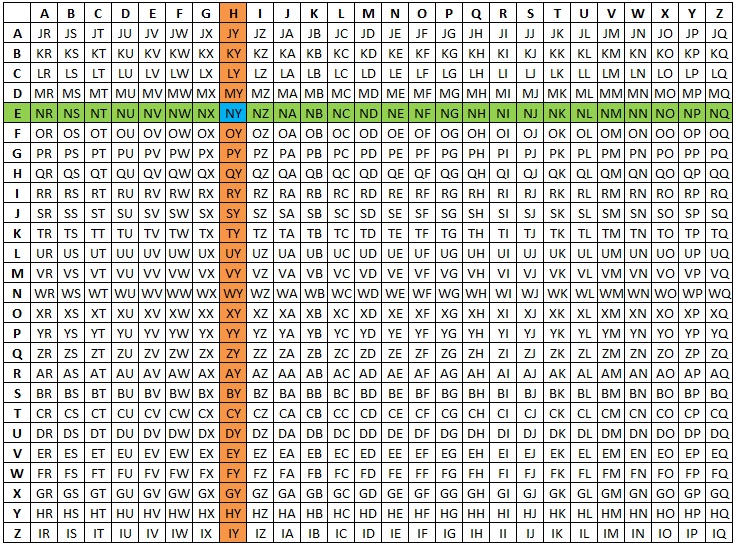 A B C D E F G H I J K L M N O P Q R S T U V W X Y Z
A JR JS JT JU JV JW JX JY JZ JA JB JC JD JE JF JG JH JI JJ JK JL JM JN JO JP JQ
B KR KS KT KU KV KW KX KY KZ KA KB KC KD KE KF KG KH KI KJ KK KL KM KN KO KP KQ
C LR LS LT LU LV LW LX LY LZ LA LB LC LD LE LF LG LH LI LJ LK LL LM LN LO LP LQ
D MR MS MT MU MV MW MX MY MZ MA MB MC MD ME MF MG MH MI MJ MK ML MM MN MO MP MQ
E NR NS NT NU NV NW NX NY NZ NA NB NC ND NE NF NG NH NI NJ NK NL NM NN NO NP NQ
F OR OS OT OU OV OW OX OY OZ OA OB OC OD OE OF OG OH OI OJ OK OL OM ON OO OP OQ
G PR PS PT PU PV PW PX PY PZ PA PB PC PD PE PF PG PH PI PJ PK PL PM PN PO PP PQ
H QR QS QT QU QV QW QX QY QZ QA QB QC QD QE QF QG QH QI QJ QK QL QM QN QO QP QQ
I RR RS RT RU RV RW RX RY RZ RA RB RC RD RE RF RG RH RI RJ RK RL RM RN RO RP RQ
J SR SS ST SU SV SW SX SY SZ SA SB SC SD SE SF SG SH SI SJ SK SL SM SN SO SP SQ
K TR TS TT TU TV TW TX TY TZ TA TB TC TD TE TF TG TH TI TJ TK TL TM TN TO TP TQ
L UR US UT UU UV UW UX UY UZ UA UB UC UD UE UF UG UH UI UJ UK UL UM UN UO UP UQ
M VR VS VT VU VV VW VX VY VZ VA VB VC VD VE VF VG VH VI VJ VK VL VM VN VO VP VQ
N WR WS WT WU WV WW WX WY WZ WA WB WC WD WE WF WG WH WI WJ WK WL WM WN WO WP WQ
O XR XS XT XU XV XW XX XY XZ XA XB XC XD XE XF XG XH XI XJ XK XL XM XN XO XP XQ
P YR YS YT YU YV YW YX YY YZ YA YB YC YD YE YF YG YH YI YJ YK YL YM YN YO YP YQ
Q ZR ZS ZT ZU ZV ZW ZX ZY ZZ ZA ZB ZC ZD ZE ZF ZG ZH ZI ZJ ZK ZL ZM ZN ZO ZP ZQ
R AR AS AT AU AV AW AX AY AZ AA AB AC AD AE AF AG AH AI AJ AK AL AM AN AO AP AQ
S BR BS BT BU BV BW BX BY BZ BA BB BC BD BE BF BG BH BI BJ BK BL BM BN BO BP BQ
T CR CS CT CU CV CW CX CY CZ CA CB CC CD CE CF CG CH CI CJ CK CL CM CN CO CP CQ
U DR DS DT DU DV DW DX DY DZ DA DB DC DD DE DF DG DH DI DJ DK DL DM DN DO DP DQ
V ER ES ET EU EV EW EX EY EZ EA EB EC ED EE EF EG EH EI EJ EK EL EM EN EO EP EQ
W FR FS FT FU FV FW FX FY FZ FA FB FC FD FE FF FG FH FI FJ FK FL FM FN FO FP FQ
X GR GS GT GU GV GW GX GY GZ GA GB GC GD GE GF GG GH GI GJ GK GL GM GN GO GP GQ
Y HR HS HT HU HV HW HX HY HZ HA HB HC HD HE HF HG HH HI HJ HK HL HM HN HO HP HQ
Z IR IS IT IU IV IW IX IY IZ IA IB IC ID IE IF IG IH II IJ IK IL IM IN IO IP IQ